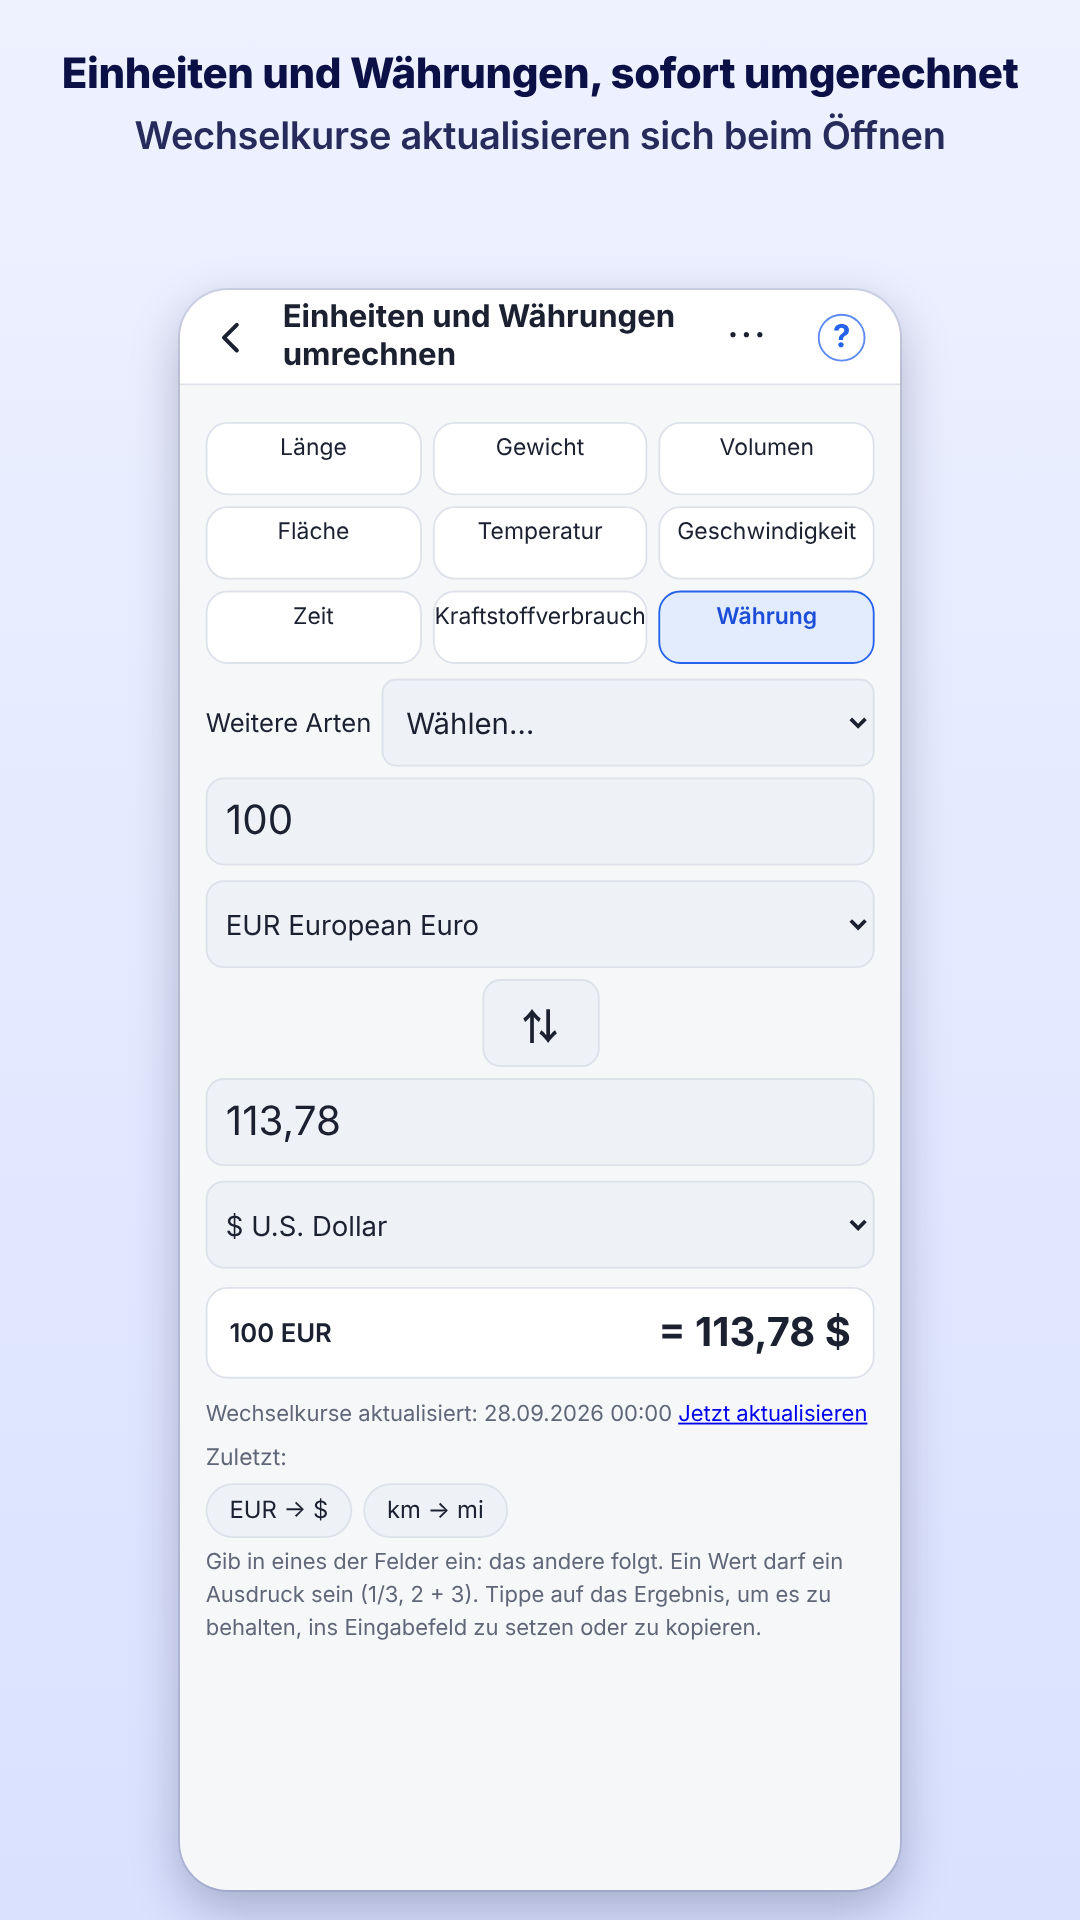 Einheiten und Währungen, sofort umgerechnet
Wechselkurse aktualisieren sich beim Öffnen
Einheiten und Währungen
umrechnen
?
Länge
Gewicht
Volumen
Fläche
Temperatur
Geschwindigkeit
Zeit
Kraftstoffverbrauch
Währung
Weitere Arten
Wählen...
100
EUR European Euro
113,78
$ U.S. Dollar
100 EUR
= 113,78 $
Wechselkurse aktualisiert: 28.09.2026 00:00 Jetzt aktualisieren
Zuletzt:
EUR → $
km → mi
Gib in eines der Felder ein: das andere folgt. Ein Wert darf ein
Ausdruck sein (1/3, 2 + 3). Tippe auf das Ergebnis, um es zu
behalten, ins Eingabefeld zu setzen oder zu kopieren.